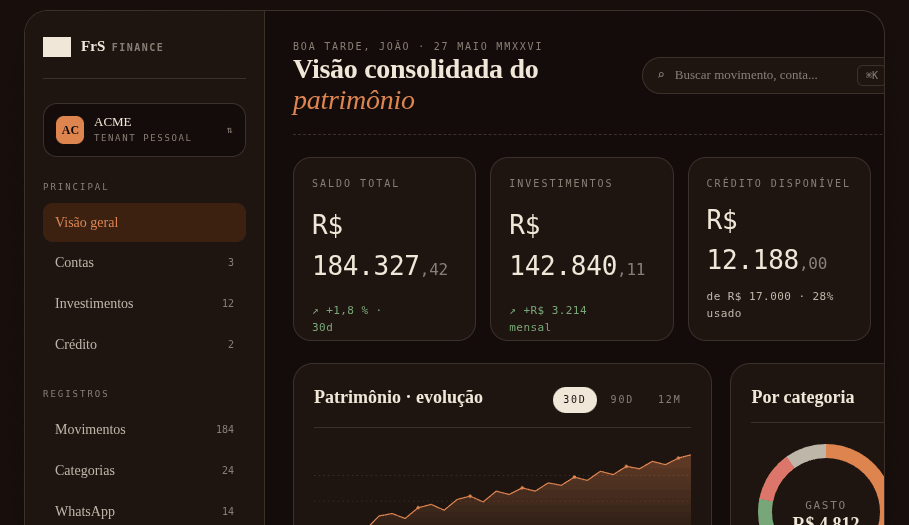 FrS FINANCE
AC
ACME
TENANT PESSOAL
PRINCIPAL
Visão geral
Contas 3
Investimentos 12
Crédito 2
REGISTROS
Movimentos 184
Categorias 24
WhatsApp 14
BOA TARDE, JOÃO · 27 MAIO MMXXVI
Visão consolidada do
patrimônio
Buscar movimento, conta... ⌘K
SALDO TOTAL
R$
184.327,42
↗ +1,8 % ·
30d
INVESTIMENTOS
R$
142.840,11
↗ +R$ 3.214
mensal
CRÉDITO DISPONÍVEL
R$
12.188,00
de R$ 17.000 · 28%
usado
Patrimônio · evolução
30D 90D 12M
Por categoria
GASTO
R$ 4.812